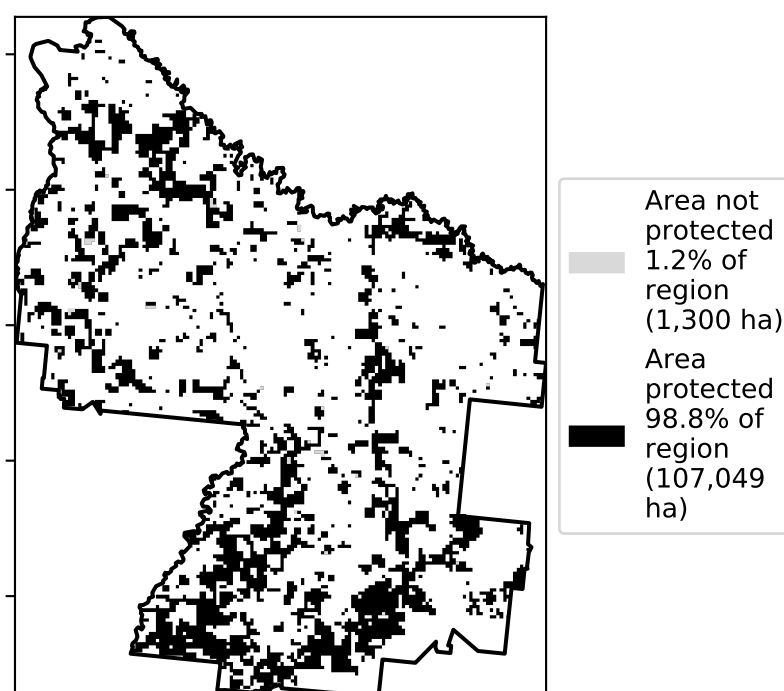 Area not
protected
1.2% of
region
(1,300 ha)
Area
protected
98.8% of
region
(107,049
ha)